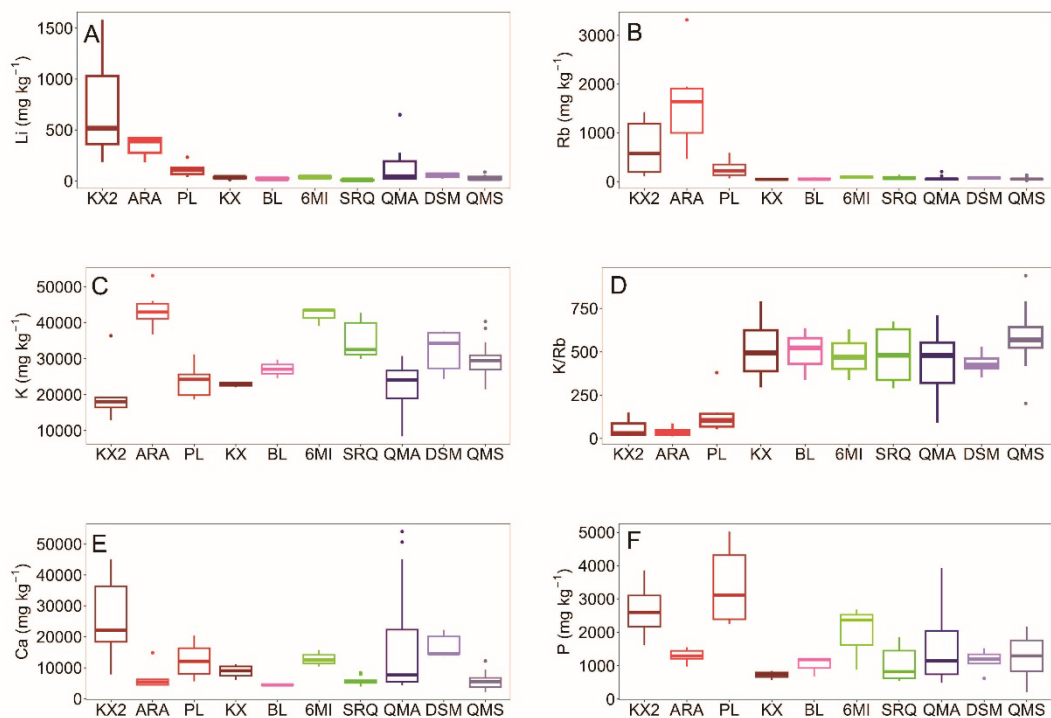 A
Li (mg kg⁻¹)
1500
1000
500
0
KX2 ARA PL KX BL 6MI SRQ QMA DSM QMS
B
Rb (mg kg⁻¹)
3000
2000
1000
0
KX2 ARA PL KX BL 6MI SRQ QMA DSM QMS
C
K (mg kg⁻¹)
50000
40000
30000
20000
10000
KX2 ARA PL KX BL 6MI SRQ QMA DSM QMS
D
K/Rb
750
500
250
0
KX2 ARA PL KX BL 6MI SRQ QMA DSM QMS
E
Ca (mg kg⁻¹)
50000
40000
30000
20000
10000
0
KX2 ARA PL KX BL 6MI SRQ QMA DSM QMS
F
P (mg kg⁻¹)
5000
4000
3000
2000
1000
0
KX2 ARA PL KX BL 6MI SRQ QMA DSM QMS